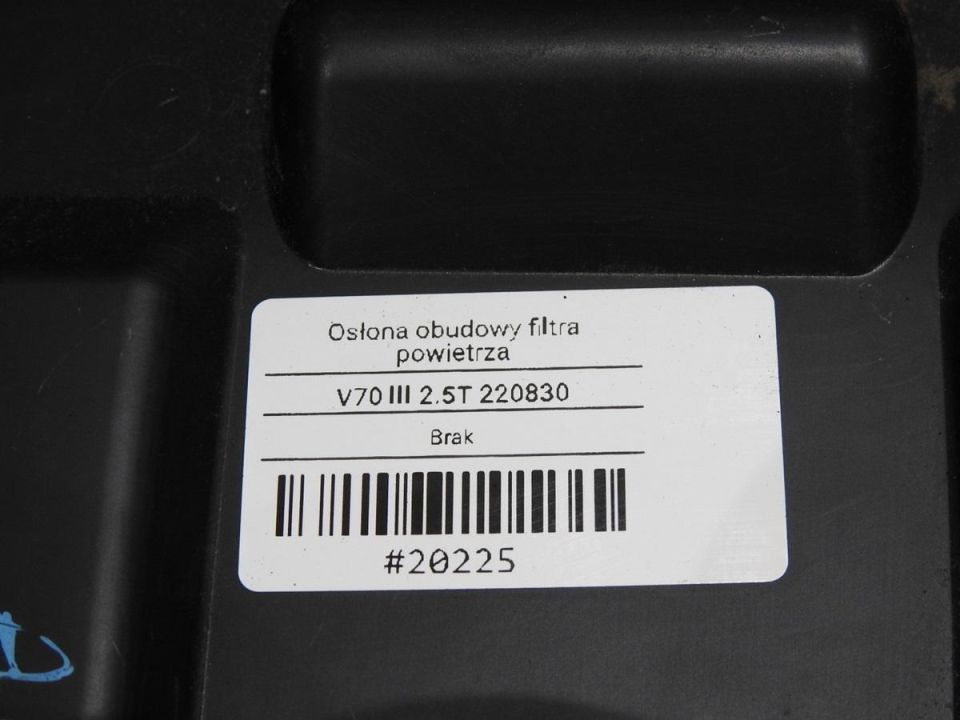 Osłona obudowy filtra
powietrza
V70 III 2.5T 220830
Brak
#20225